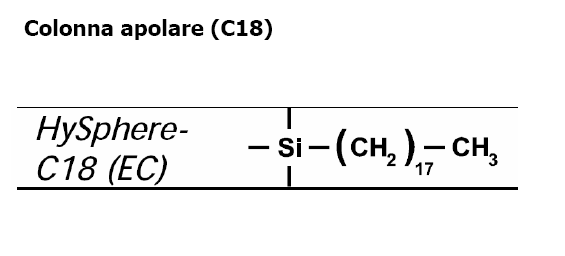 Colonna apolare (C18)
HySphere-
C18 (EC)
– Si – (CH₂)₁₇ – CH₃